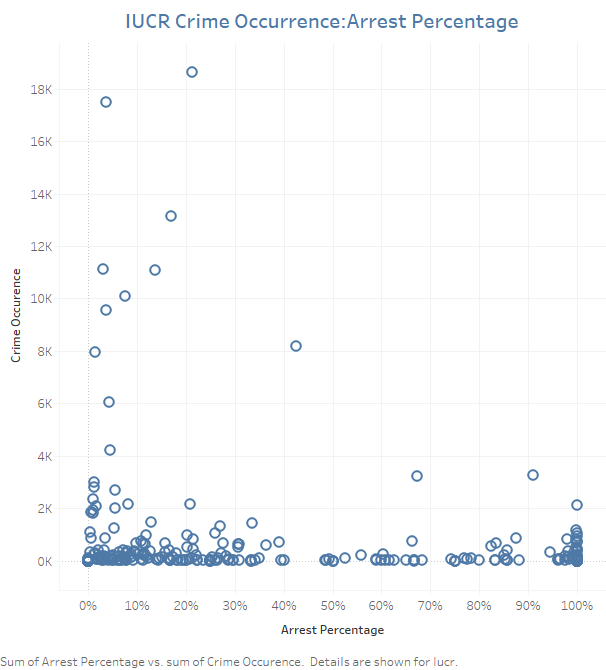 IUCR Crime Occurrence:Arrest Percentage
18K
16K
14K
12K
10K
8K
6K
4K
2K
0K
Crime Occurence
0% 10% 20% 30% 40% 50% 60% 70% 80% 90% 100%
Arrest Percentage
Sum of Arrest Percentage vs. sum of Crime Occurence. Details are shown for Iucr.